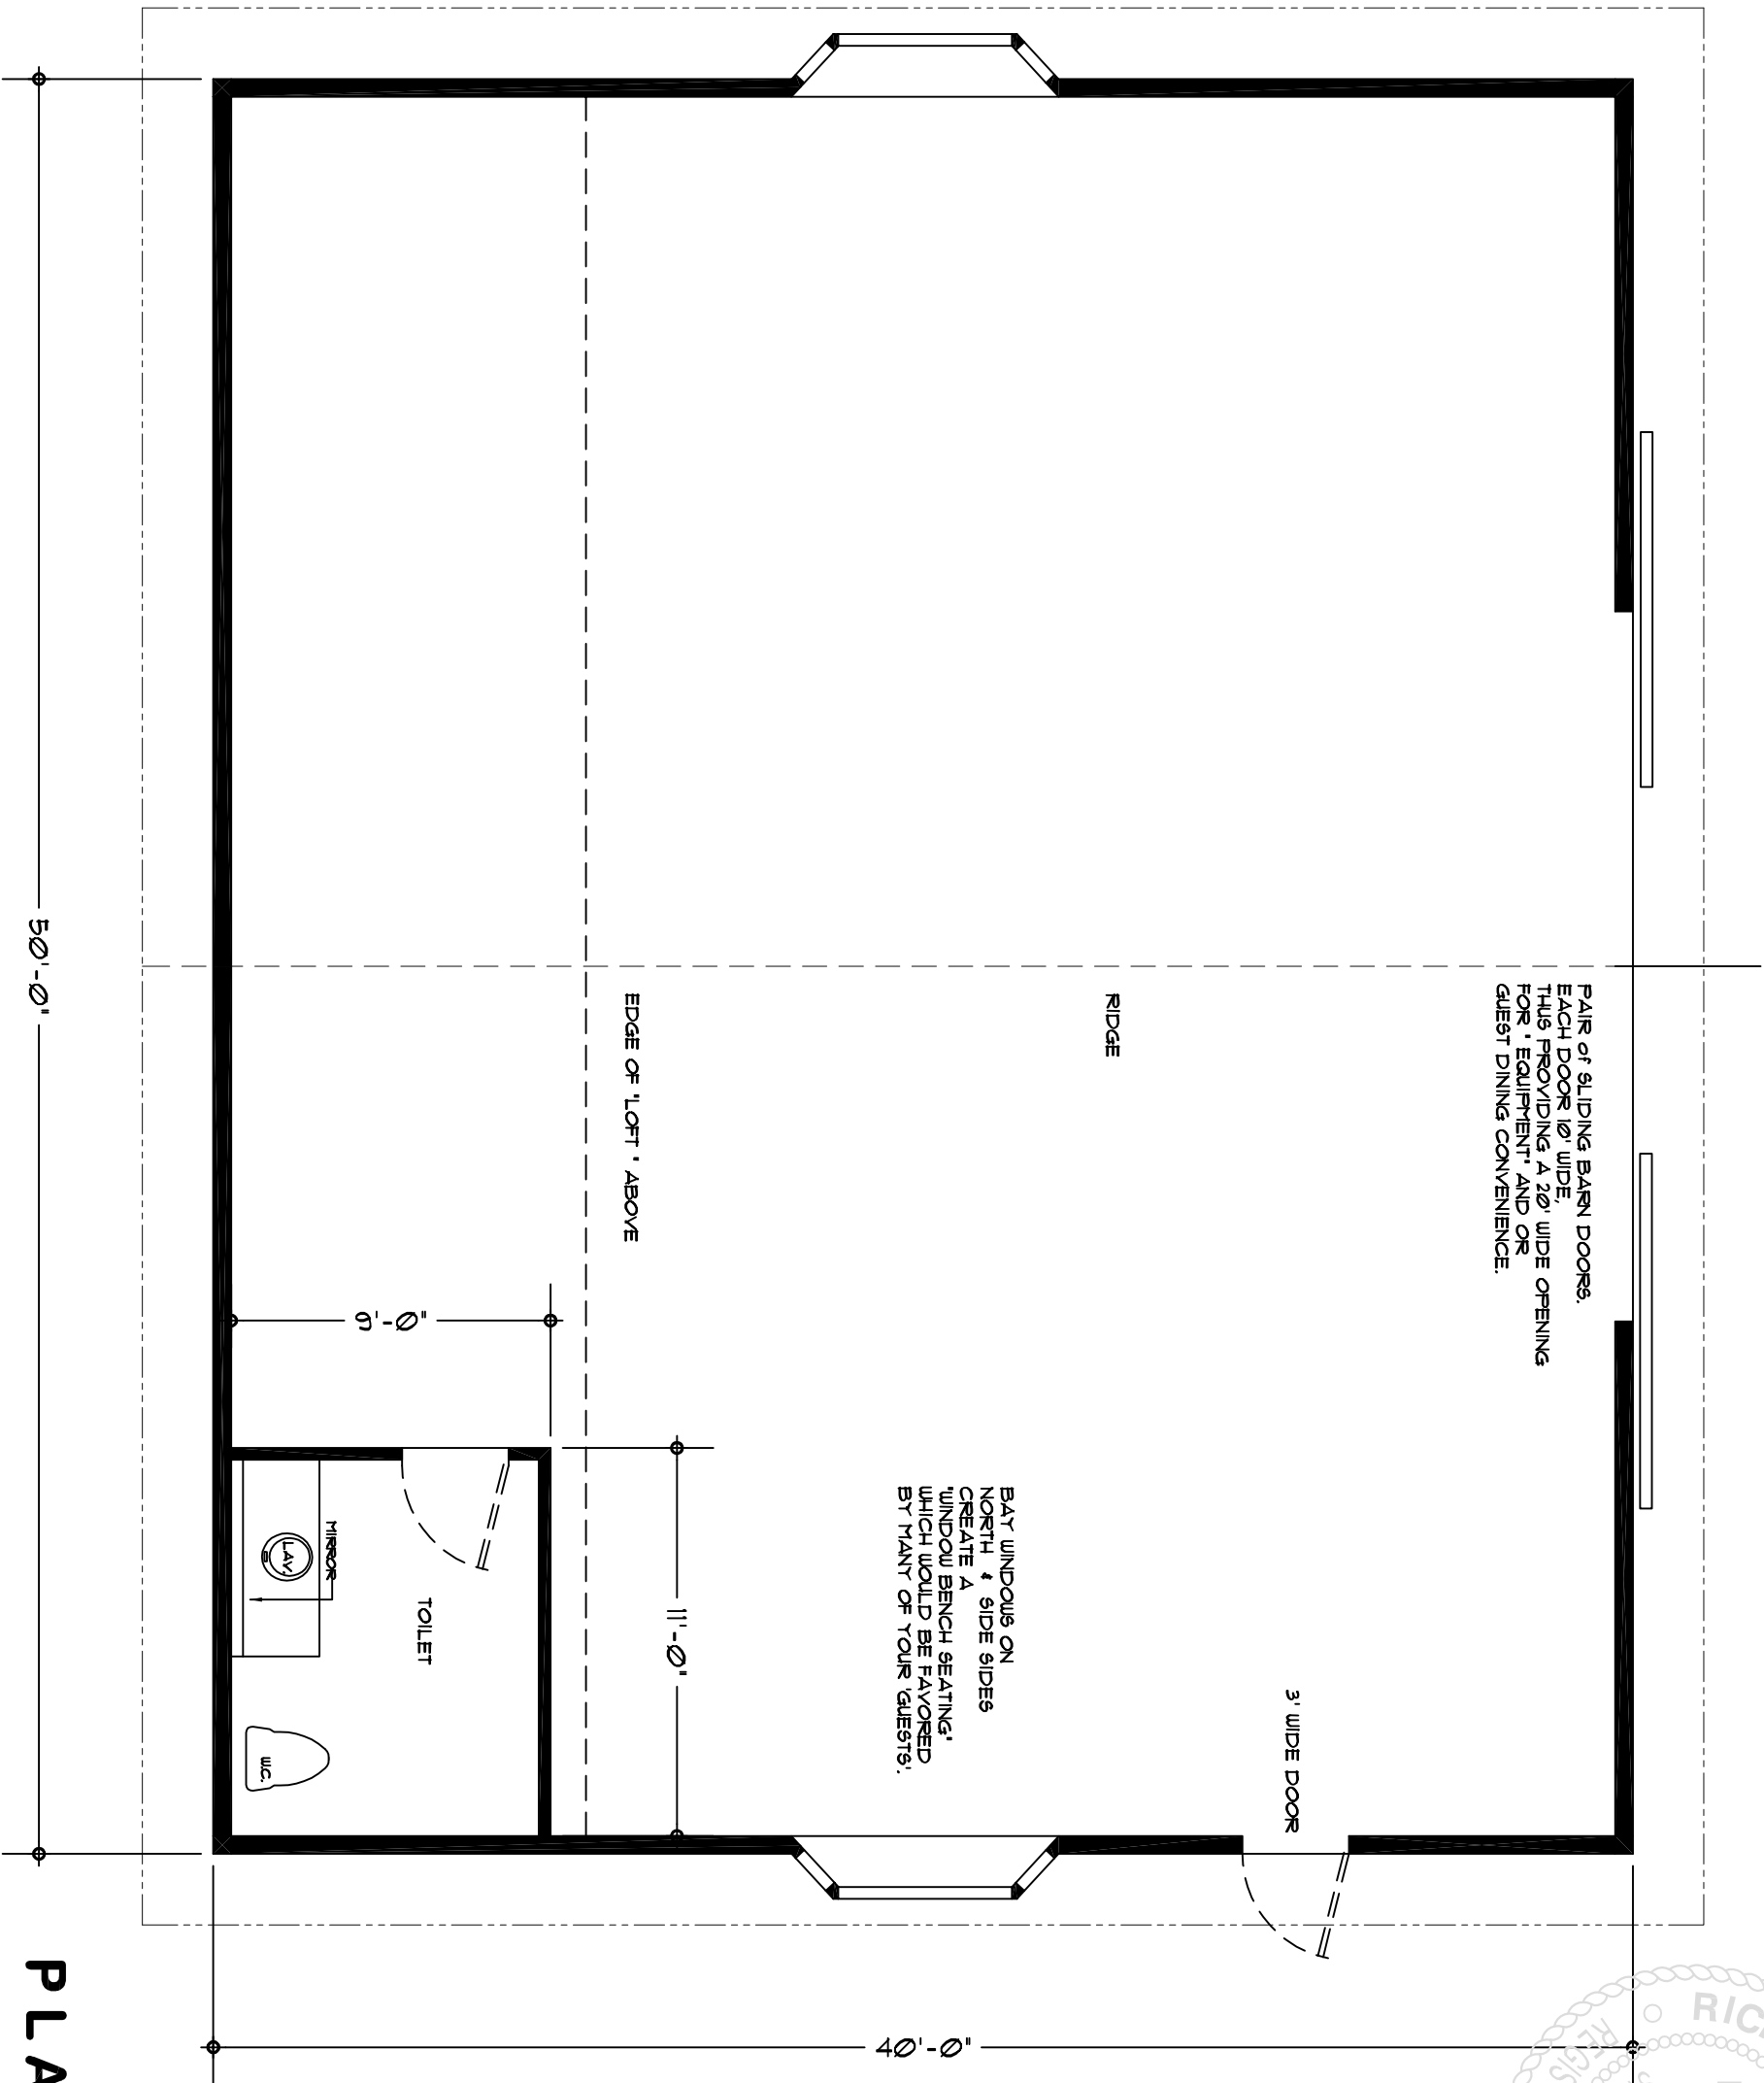 PAIR of SLIDING BARN DOORS.
EACH DOOR 10' WIDE,
THUS PROVIDING A 20' WIDE OPENING
FOR " EQUIPMENT" AND OR
GUEST DINING CONVENIENCE.
RIDGE
3' WIDE DOOR
BAY WINDOWS ON
NORTH & SIDE SIDES
CREATE A
"WINDOW BENCH SEATING"
WHICH WOULD BE FAVORED
BY MANY OF YOUR 'GUESTS'.
EDGE OF "LOFT " ABOVE
11'-0"
9'-0"
TOILET
MIRROR
LAV.
W.C.
50'-0"
40'-0"
PLA
RIC
REGIS